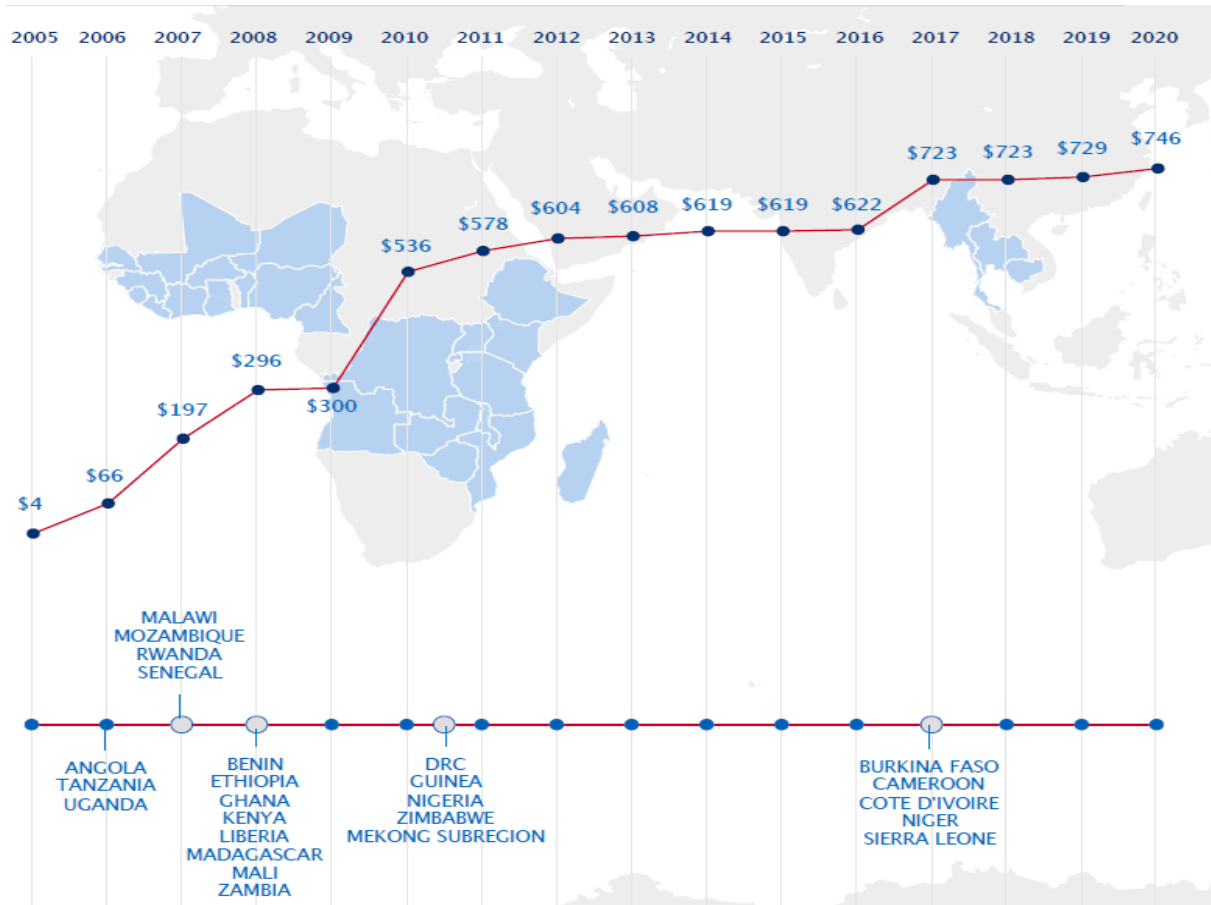 2005 2006 2007 2008 2009 2010 2011 2012 2013 2014 2015 2016 2017 2018 2019 2020
$4
$66
$197
$296
$300
$536
$578
$604
$608
$619
$619
$622
$723
$723
$729
$746
MALAWI
MOZAMBIQUE
RWANDA
SENEGAL
ANGOLA
TANZANIA
UGANDA
BENIN
ETHIOPIA
GHANA
KENYA
LIBERIA
MADAGASCAR
MALI
ZAMBIA
DRC
GUINEA
NIGERIA
ZIMBABWE
MEKONG SUBREGION
BURKINA FASO
CAMEROON
COTE D'IVOIRE
NIGER
SIERRA LEONE